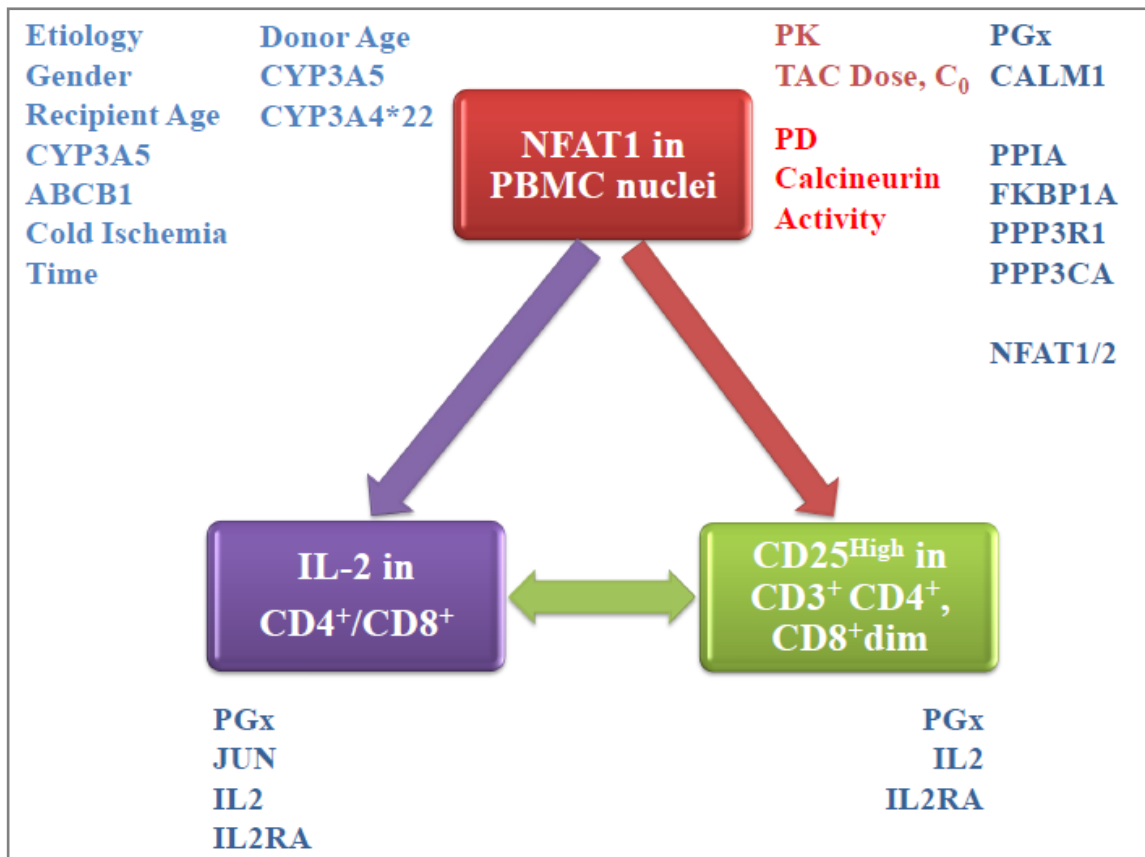 Etiology
Gender
Recipient Age
CYP3A5
ABCB1
Cold Ischemia
Time
Donor Age
CYP3A5
CYP3A4*22
NFAT1 in
PBMC nuclei
PK
TAC Dose, C₀
PD
Calcineurin
Activity
PGx
CALM1
PPIA
FKBP1A
PPP3R1
PPP3CA
NFAT1/2
IL-2 in
CD4⁺/CD8⁺
CD25ᴴⁱᵍʰ in
CD3⁺ CD4⁺,
CD8⁺dim
PGx
JUN
IL2
IL2RA
PGx
IL2
IL2RA